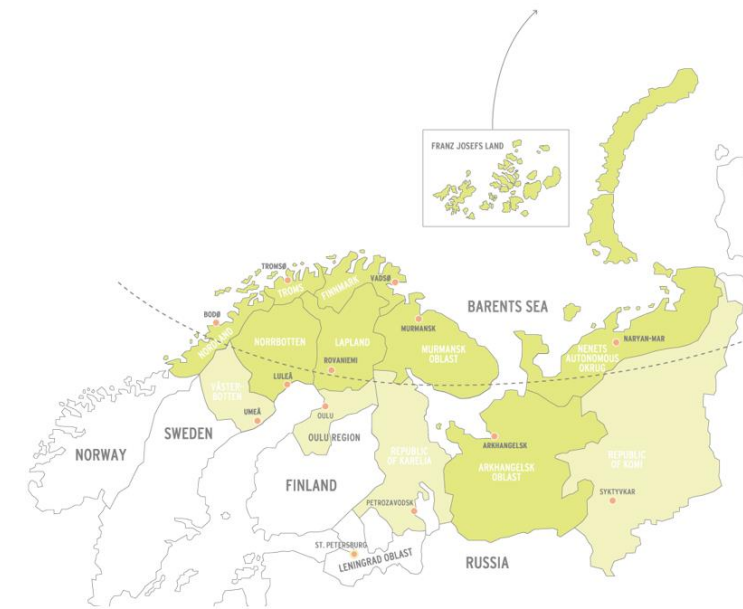 FRANZ JOSEFS LAND
TROMSØ
VADSØ
TROMS
FINNMARK
BARENTS SEA
BODØ
MURMANSK
NORDLAND
NORRBOTTEN
LAPLAND
MURMANSK
OBLAST
NARYAN-MAR
NENETS
AUTONOMOUS
OKRUG
ROVANIEMI
LULEÅ
VÄSTER-
BOTTEN
UMEÅ
OULU
SWEDEN
OULU REGION
NORWAY
ARKHANGELSK
REPUBLIC
OF KARELIA
ARKHANGELSK
OBLAST
REPUBLIC
OF KOMI
FINLAND
PETROZAVODSK
SYKTYVKAR
ST. PETERSBURG
LENINGRAD OBLAST
RUSSIA